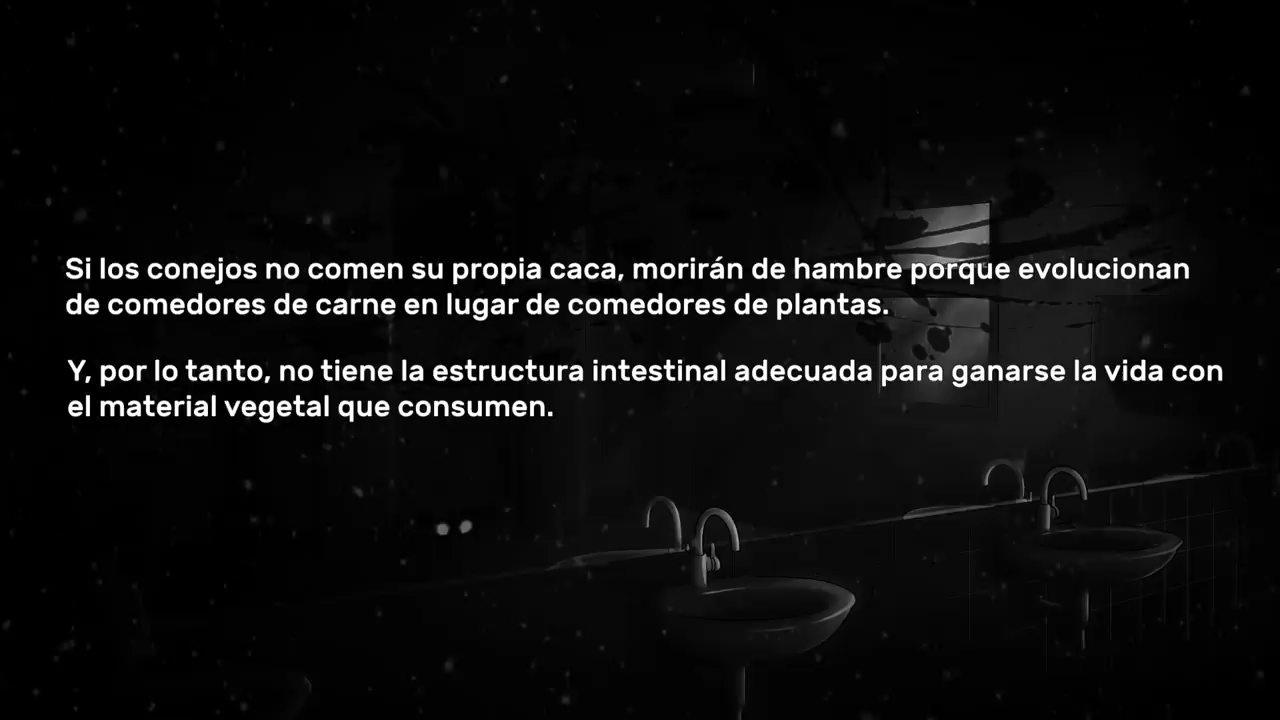 Si los conejos no comen su propia caca, morirán de hambre porque evolucionan
de comedores de carne en lugar de comedores de plantas.
Y, por lo tanto, no tiene la estructura intestinal adecuada para ganarse la vida con
el material vegetal que consumen.